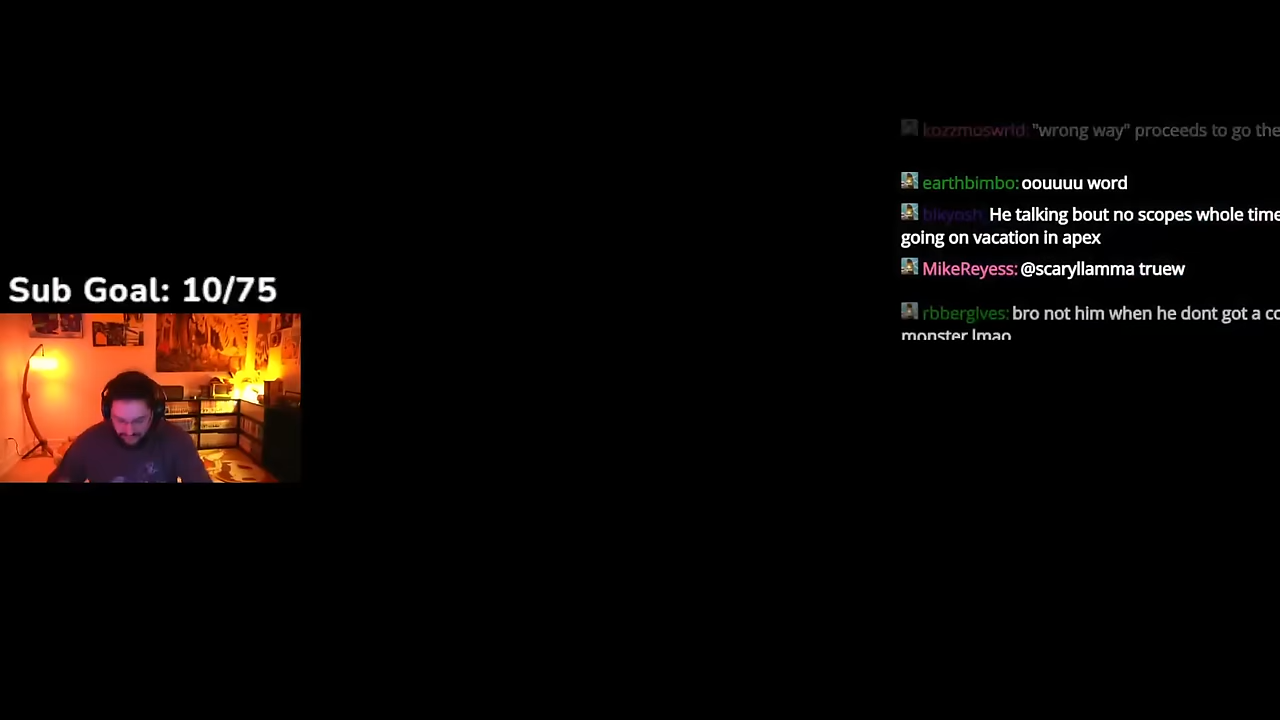 kozzmoswrld: "wrong way" proceeds to go the
earthbimbo: oouuuu word
blkyosh: He talking bout no scopes whole time
going on vacation in apex
MikeReyess: @scaryllamma truew
Sub Goal: 10/75
rbberglves: bro not him when he dont got a co
monster lmao